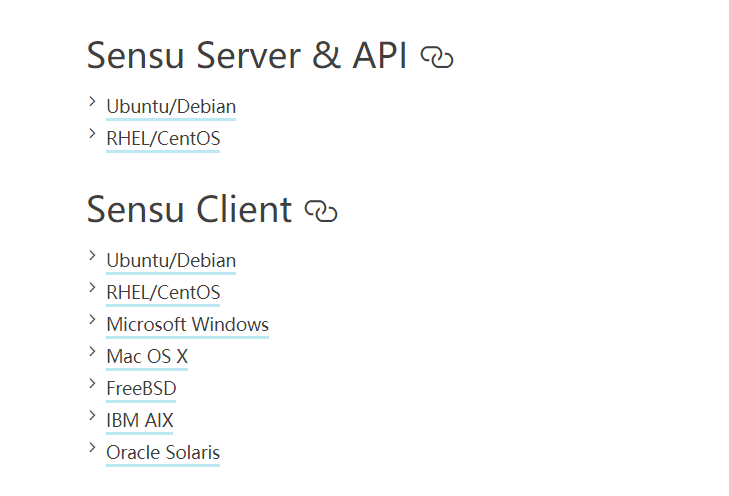 Sensu Server & API
Ubuntu/Debian
RHEL/CentOS
Sensu Client
Ubuntu/Debian
RHEL/CentOS
Microsoft Windows
Mac OS X
FreeBSD
IBM AIX
Oracle Solaris